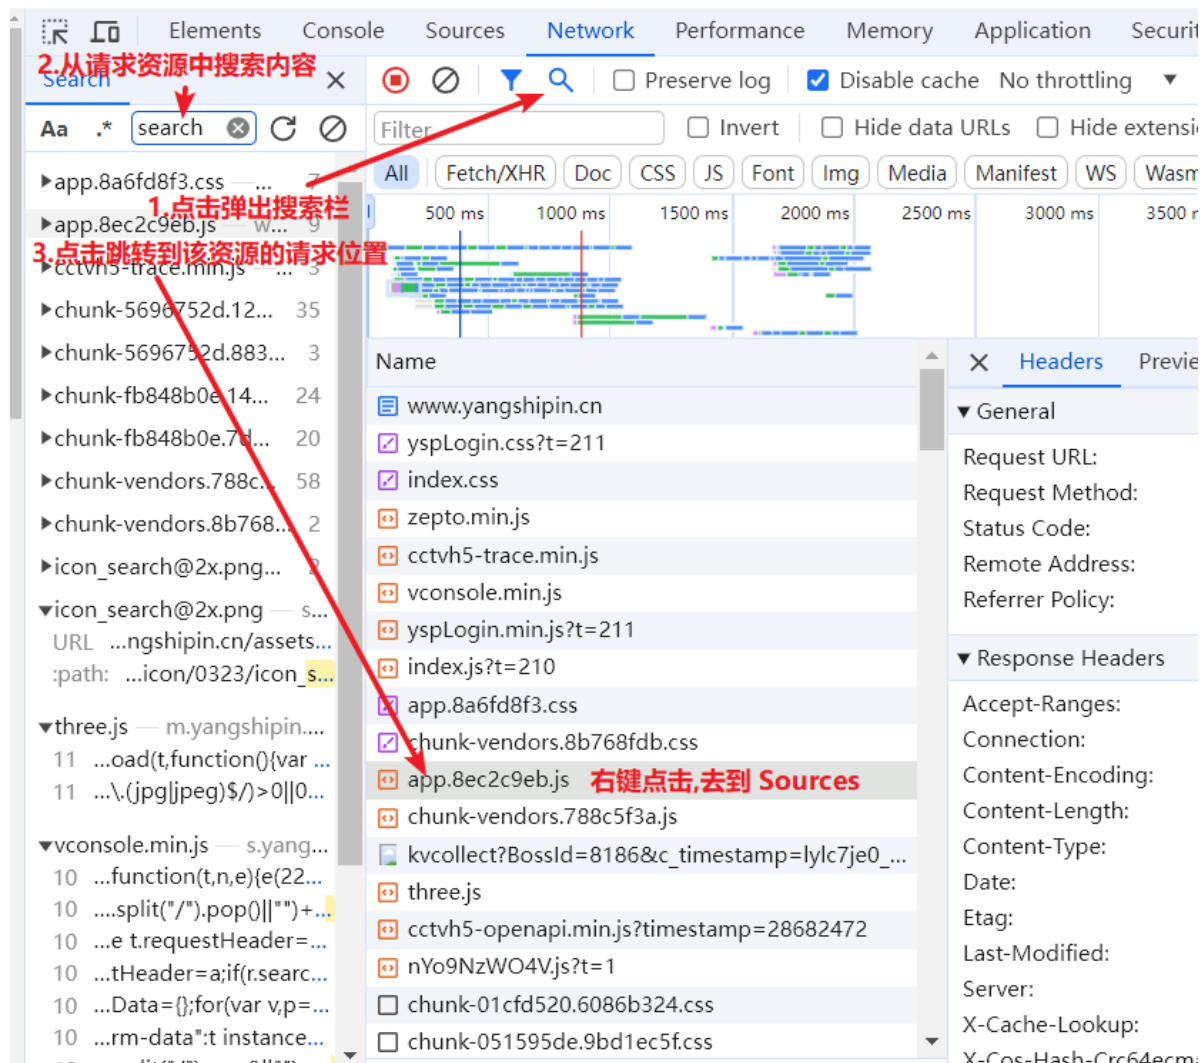 Elements Console Sources Network Performance Memory Application Securit
2.从请求资源中搜索内容
Search
Preserve log Disable cache No throttling
Aa .* search
Filter Invert Hide data URLs Hide extensi
All Fetch/XHR Doc CSS JS Font Img Media Manifest WS Wasm
500 ms 1000 ms 1500 ms 2000 ms 2500 ms 3000 ms 3500 m
app.8a6fd8f3.css — ... 7
1.点击弹出搜索栏
app.8ec2c9eb.js — w... 9
3.点击跳转到该资源的请求位置
cctvh5-trace.min.js — ... 3
chunk-5696752d.12... 35
chunk-5696752d.883... 3
chunk-fb848b0e.14... 24
chunk-fb848b0e.7d... 20
chunk-vendors.788c... 58
chunk-vendors.8b768... 2
icon_search@2x.png... 2
icon_search@2x.png — s...
URL ...ngshipin.cn/assets...
:path: ...icon/0323/icon_s...
three.js — m.yangshipin....
11 ...oad(t,function(){var ...
11 ...\.(jpg|jpeg)$/)>0||0...
vconsole.min.js — s.yang...
10 ...function(t,n,e){e(22...
10 ....split("/").pop()||"")+...
10 ...e t.requestHeader=...
10 ...tHeader=a;if(r.searc...
10 ...Data={};for(var v,p=...
10 ...rm-data":t instance...
Name
www.yangshipin.cn
yspLogin.css?t=211
index.css
zepto.min.js
cctvh5-trace.min.js
vconsole.min.js
yspLogin.min.js?t=211
index.js?t=210
app.8a6fd8f3.css
chunk-vendors.8b768fdb.css
app.8ec2c9eb.js 右键点击,去到 Sources
chunk-vendors.788c5f3a.js
kvcollect?BossId=8186&c_timestamp=lylc7je0_...
three.js
cctvh5-openapi.min.js?timestamp=28682472
nYo9NzWO4V.js?t=1
chunk-01cfd520.6086b324.css
chunk-051595de.9bd1ec5f.css
Headers Previe
General
Request URL:
Request Method:
Status Code:
Remote Address:
Referrer Policy:
Response Headers
Accept-Ranges:
Connection:
Content-Encoding:
Content-Length:
Content-Type:
Date:
Etag:
Last-Modified:
Server:
X-Cache-Lookup:
X-Cos-Hash-Crc64ecma